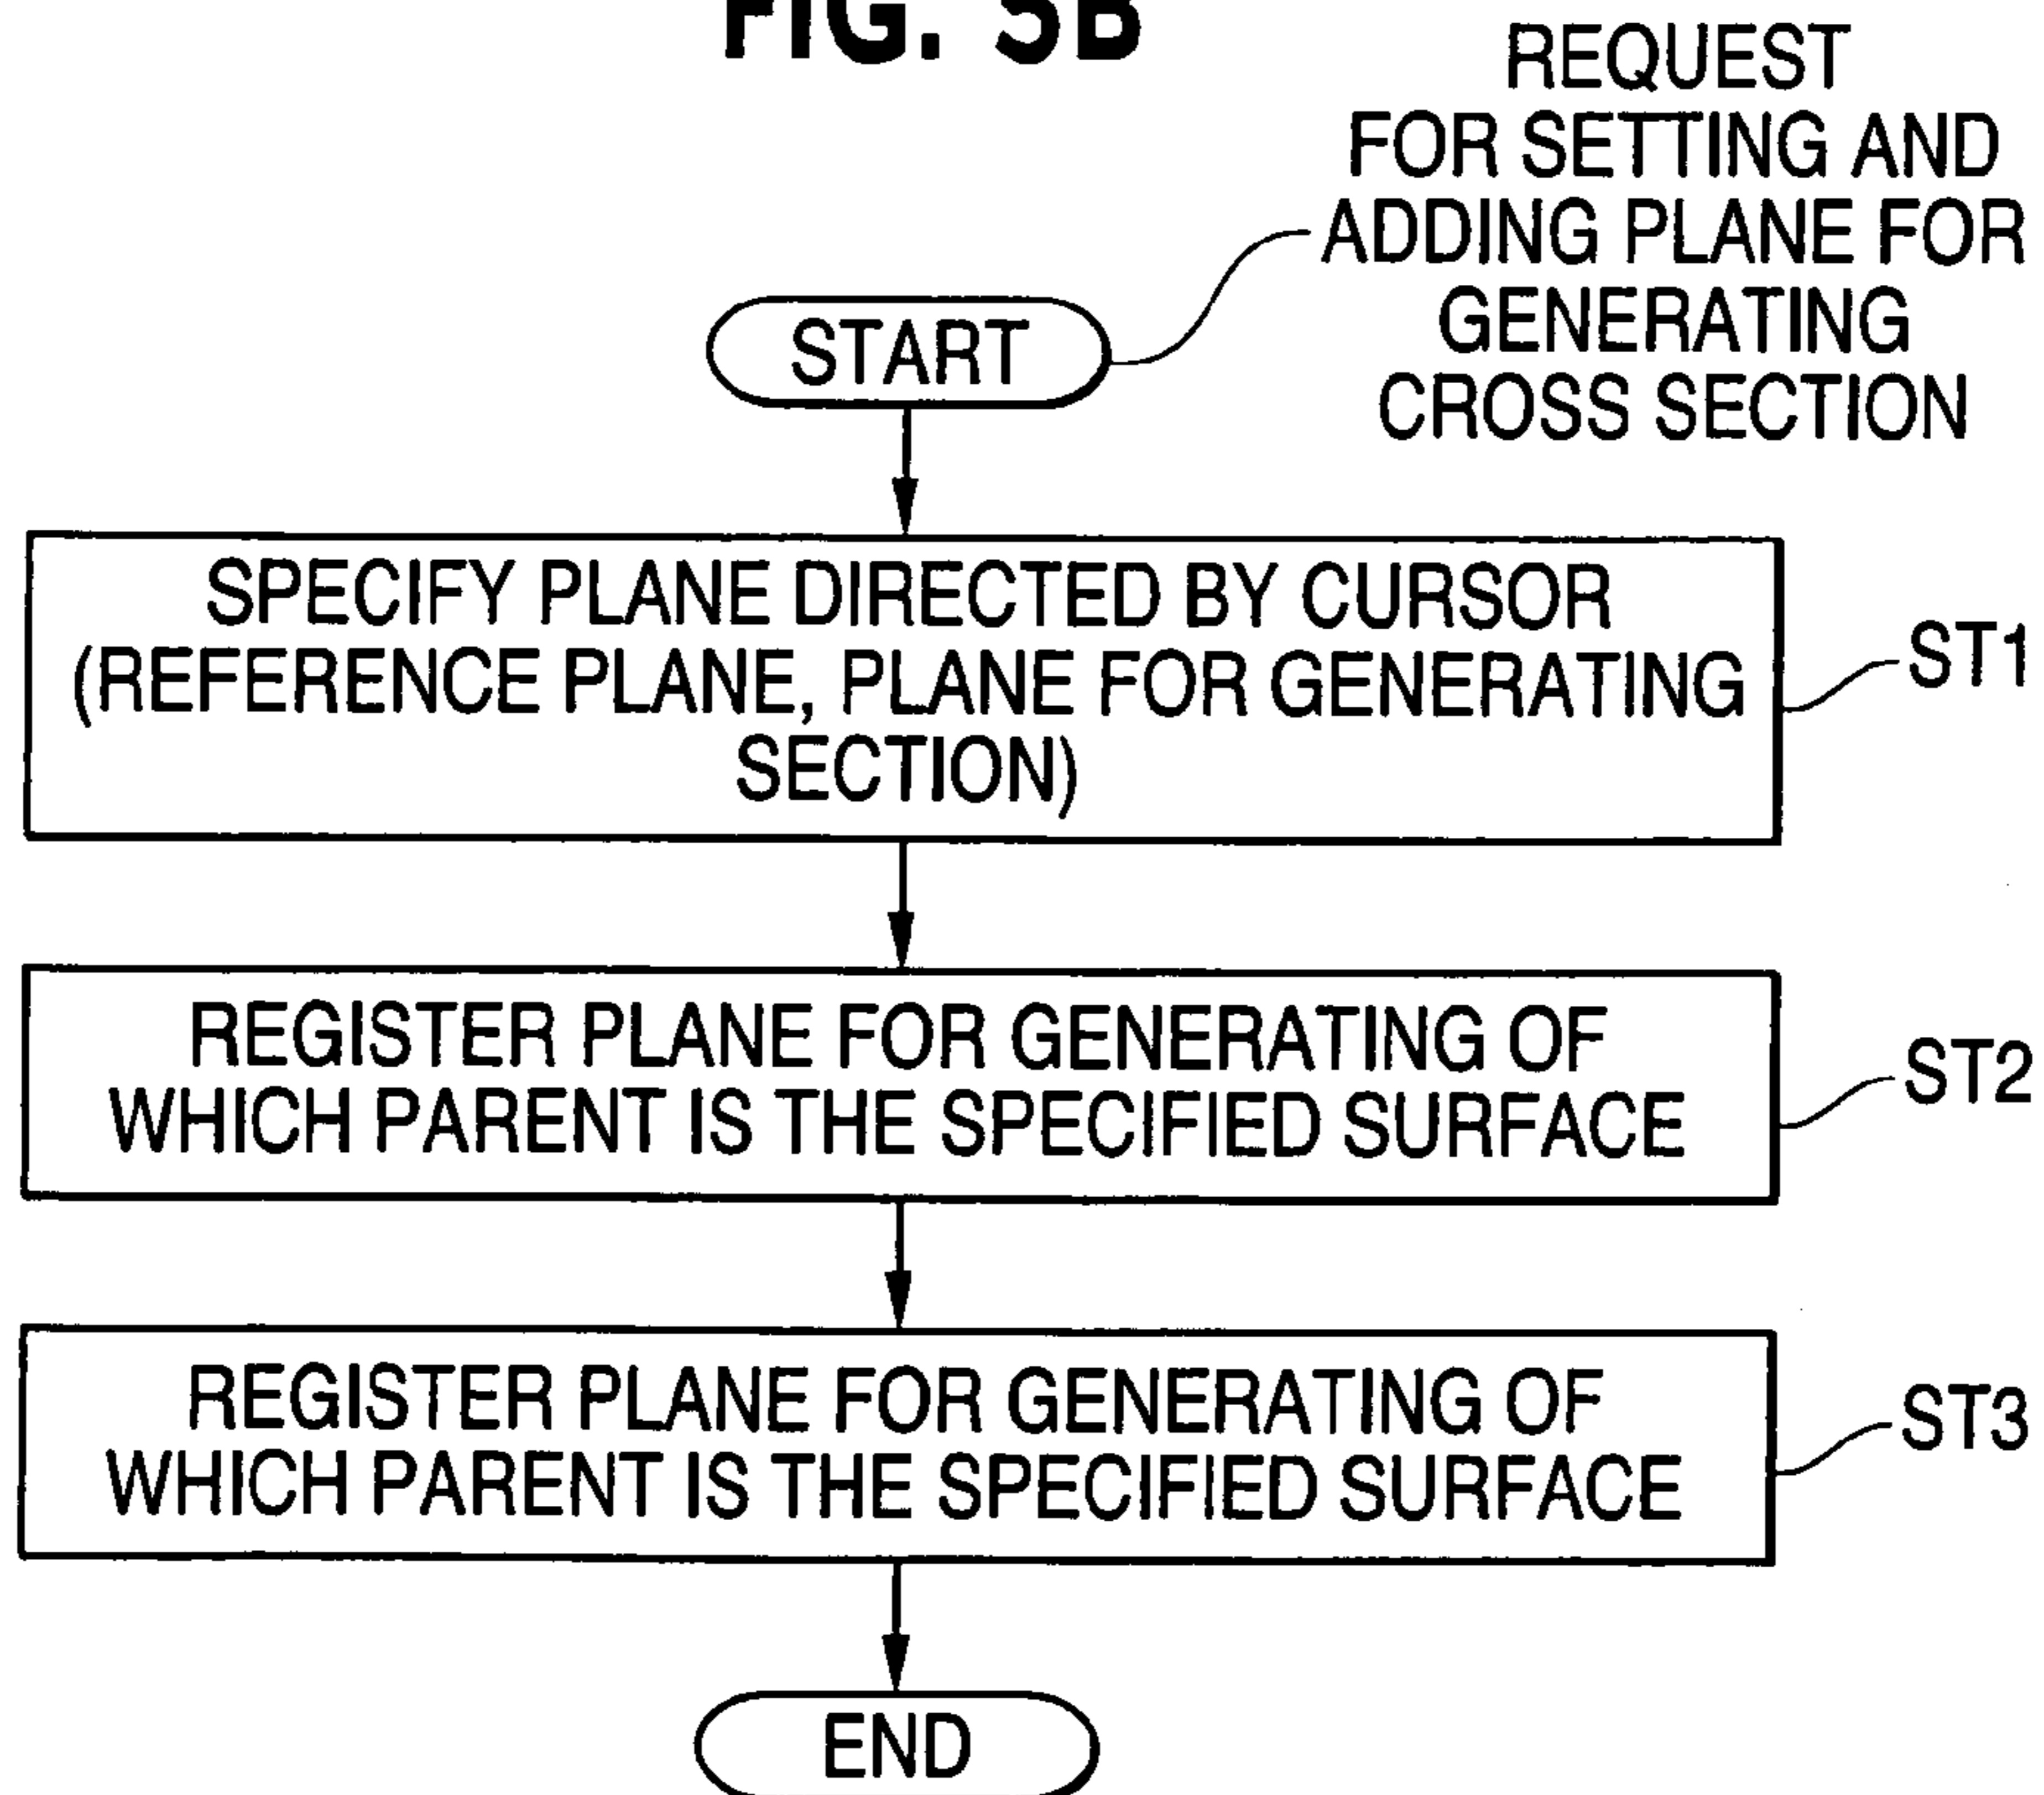 FIG.
REQUEST
FOR SETTING AND
ADDING PLANE FOR
GENERATING
CROSS SECTION
START
SPECIFY PLANE DIRECTED BY CURSOR
(REFERENCE PLANE, PLANE FOR GENERATING
SECTION)
ST1
REGISTER PLANE FOR GENERATING OF
WHICH PARENT IS THE SPECIFIED SURFACE
ST2
REGISTER PLANE FOR GENERATING OF
WHICH PARENT IS THE SPECIFIED SURFACE
ST3
END